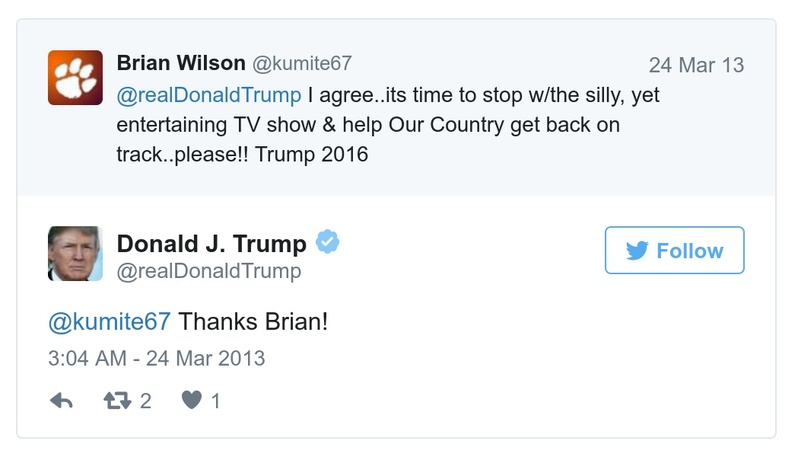 Brian Wilson @kumite67 24 Mar 13
@realDonaldTrump I agree..its time to stop w/the silly, yet
entertaining TV show & help Our Country get back on
track..please!! Trump 2016
Donald J. Trump
@realDonaldTrump
Follow
@kumite67 Thanks Brian!
3:04 AM - 24 Mar 2013
2 1